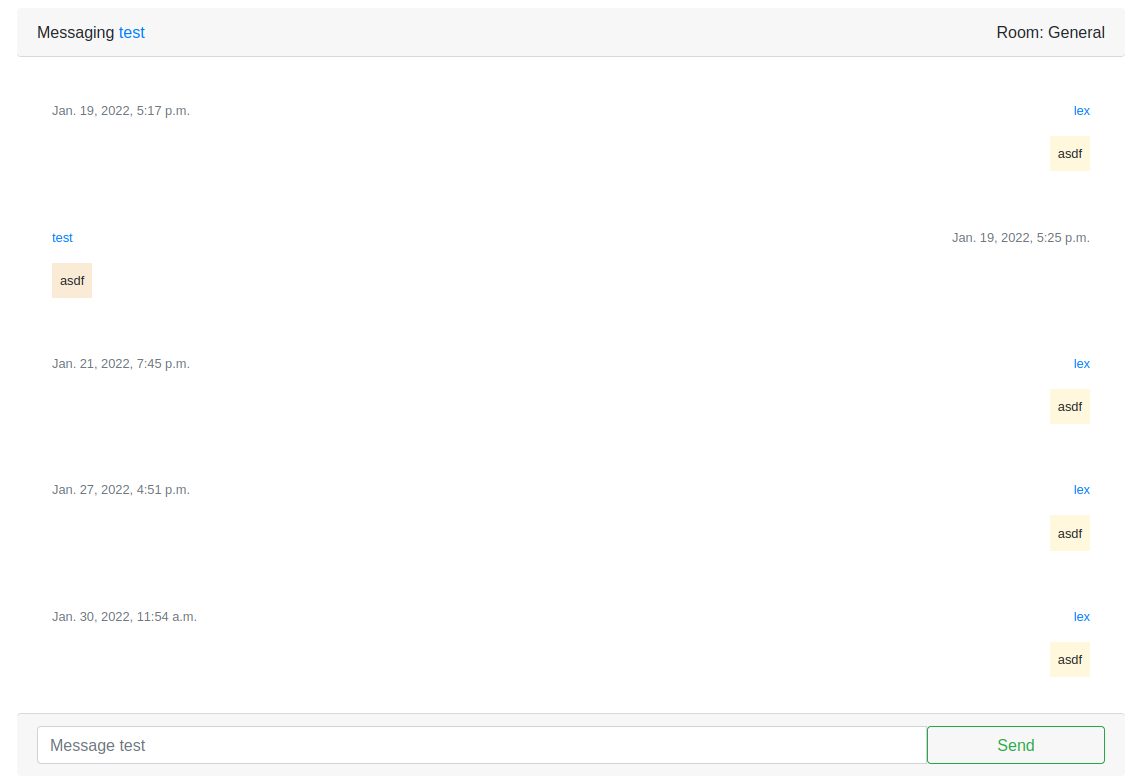 Messaging test Room: General
Jan. 19, 2022, 5:17 p.m. lex
asdf
test Jan. 19, 2022, 5:25 p.m.
asdf
Jan. 21, 2022, 7:45 p.m. lex
asdf
Jan. 27, 2022, 4:51 p.m. lex
asdf
Jan. 30, 2022, 11:54 a.m. lex
asdf
Message test Send